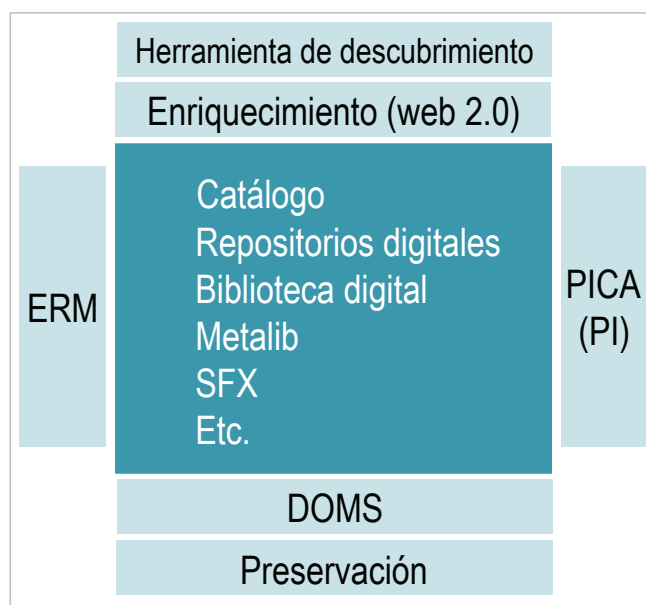 Herramienta de descubrimiento
Enriquecimiento (web 2.0)
ERM
Catálogo
Repositorios digitales
Biblioteca digital
Metalib
SFX
Etc.
PICA
(PI)
DOMS
Preservación